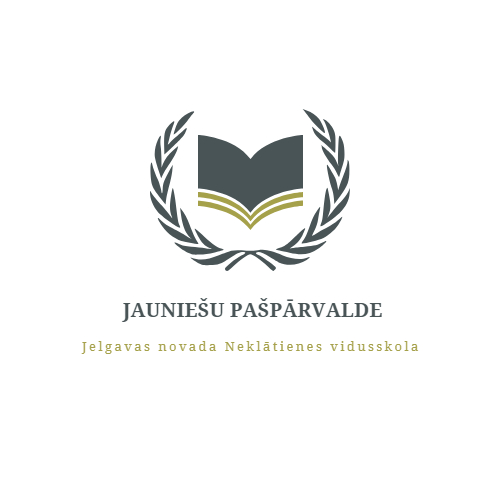 JAUNIEŠU PAŠPĀRVALDE
Jelgavas novada Neklātienes vidusskola